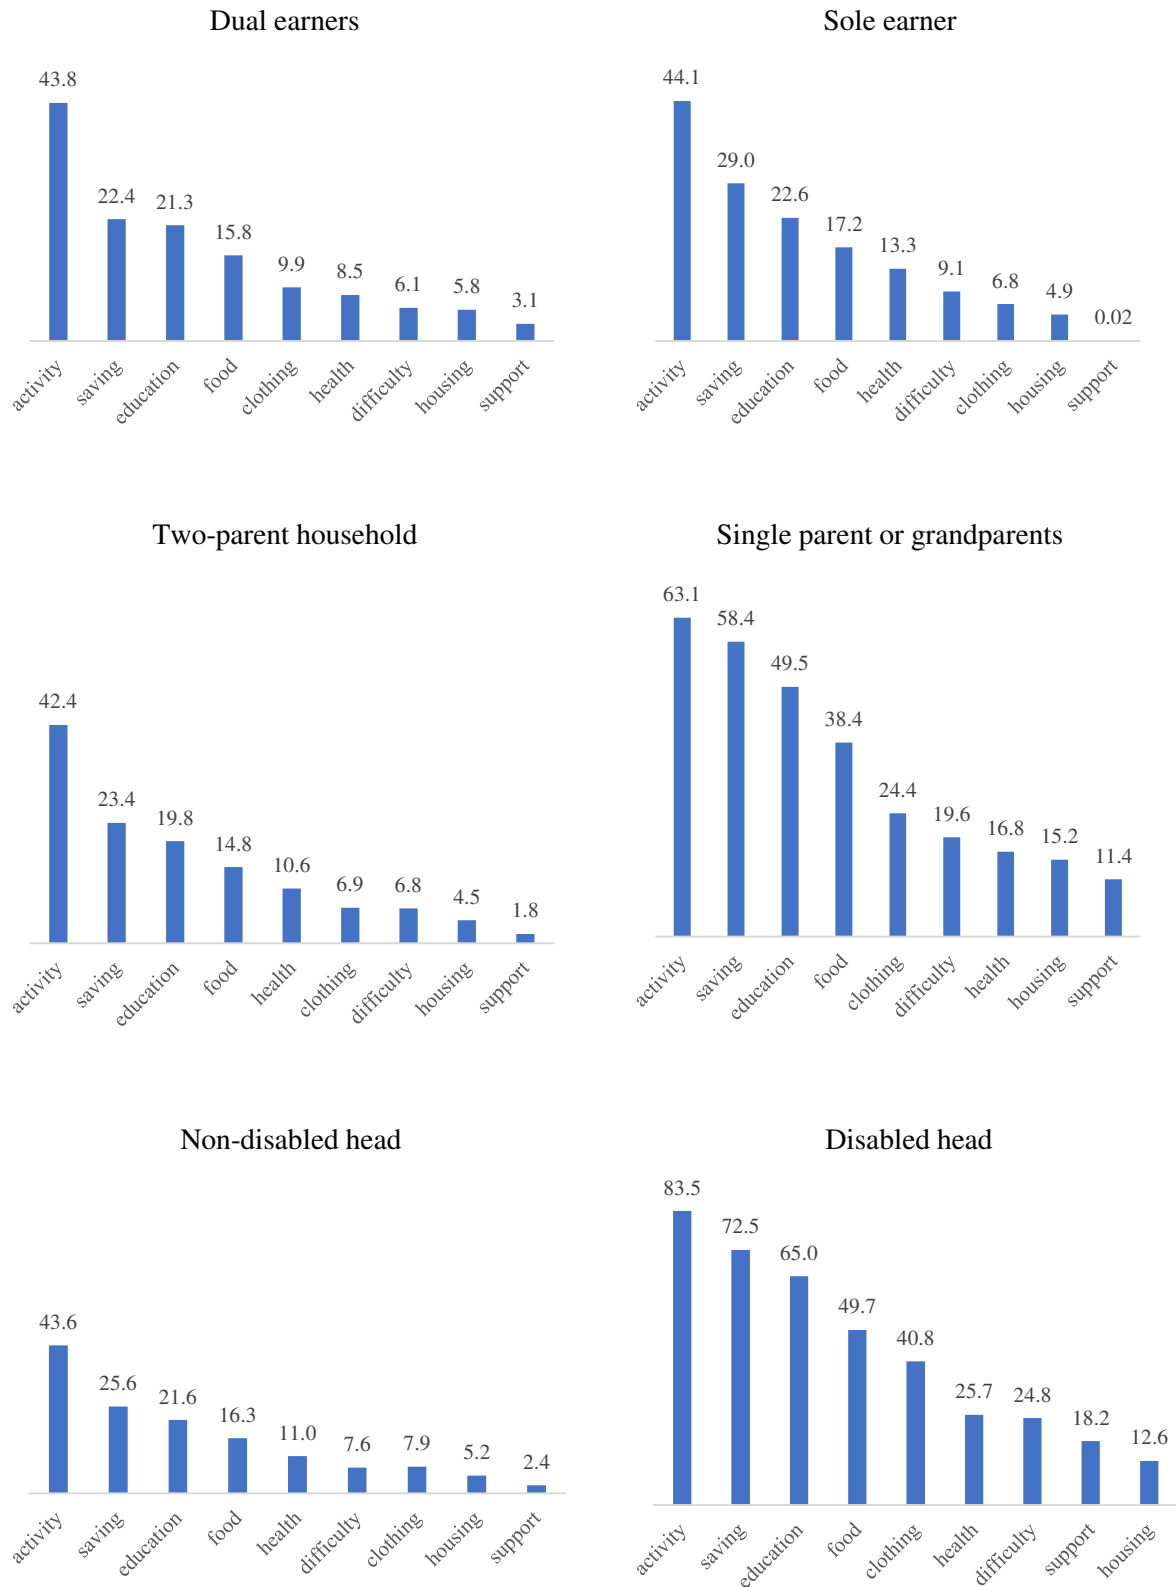 Dual earners
43.8
22.4
21.3
15.8
9.9
8.5
6.1
5.8
3.1
activity
saving
education
food
clothing
health
difficulty
housing
support
Sole earner
44.1
29.0
22.6
17.2
13.3
9.1
6.8
4.9
0.02
activity
saving
education
food
health
difficulty
clothing
housing
support
Two-parent household
42.4
23.4
19.8
14.8
10.6
6.9
6.8
4.5
1.8
activity
saving
education
food
health
clothing
difficulty
housing
support
Single parent or grandparents
63.1
58.4
49.5
38.4
24.4
19.6
16.8
15.2
11.4
activity
saving
education
food
clothing
difficulty
health
housing
support
Non-disabled head
43.6
25.6
21.6
16.3
11.0
7.6
7.9
5.2
2.4
activity
saving
education
food
health
difficulty
clothing
housing
support
Disabled head
83.5
72.5
65.0
49.7
40.8
25.7
24.8
18.2
12.6
activity
saving
education
food
clothing
health
difficulty
support
housing